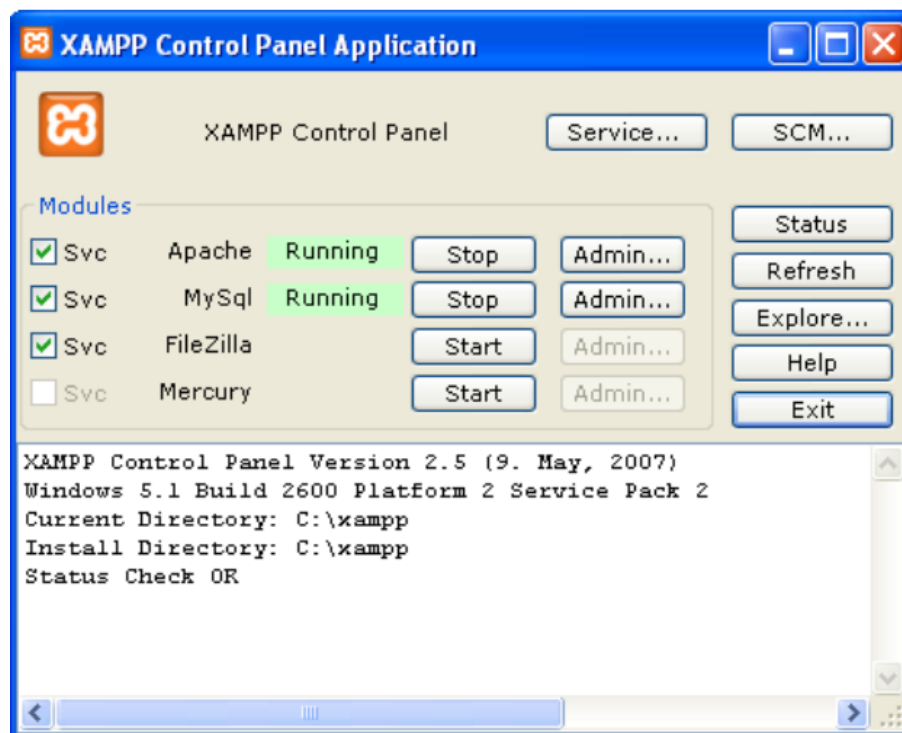 XAMPP Control Panel Application
XAMPP Control Panel Service... SCM...
Modules
Status
Svc Apache Running Stop Admin...
Refresh
Svc MySql Running Stop Admin...
Explore...
Svc FileZilla Start Admin...
Help
Svc Mercury Start Admin...
Exit
XAMPP Control Panel Version 2.5 (9. May, 2007)
Windows 5.1 Build 2600 Platform 2 Service Pack 2
Current Directory: C:\xampp
Install Directory: C:\xampp
Status Check OK